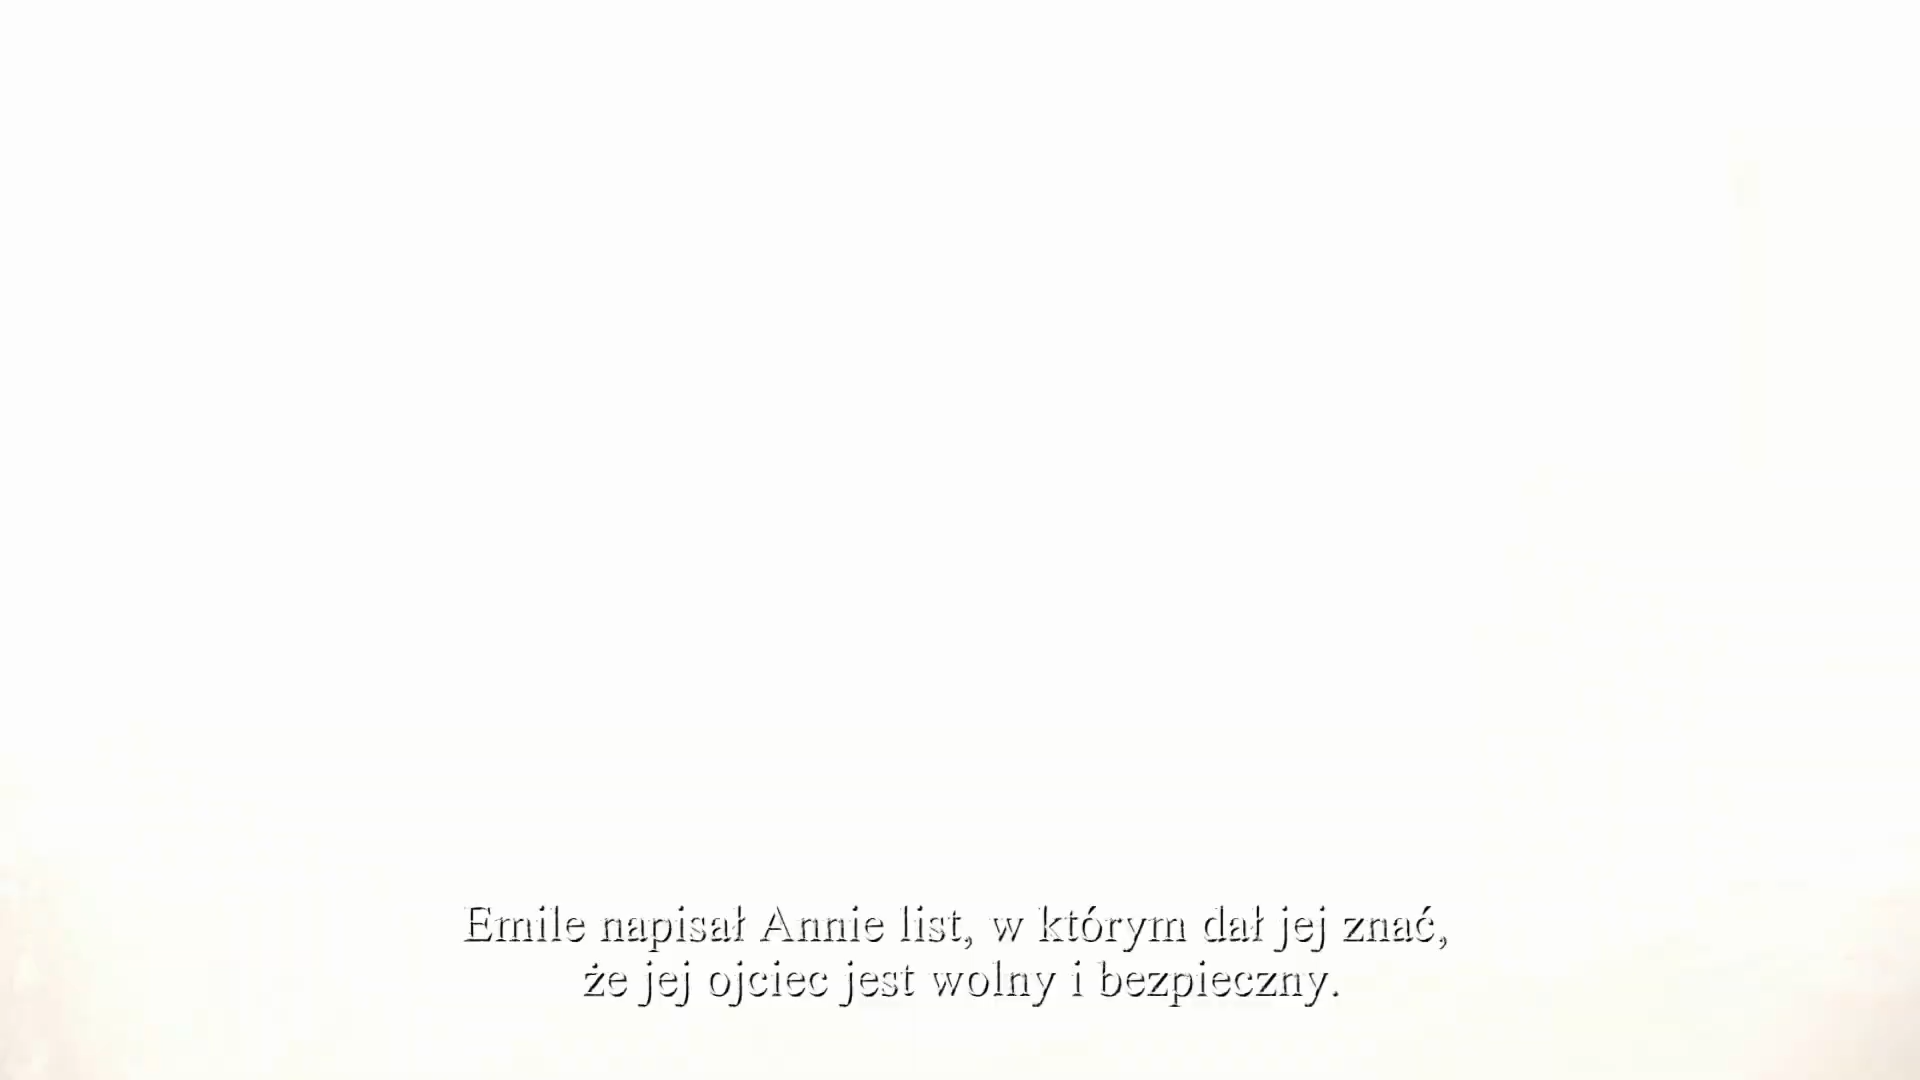 Emile napisał Annie list, w którym dał jej znać,
że jej ojciec jest wolny i bezpieczny.